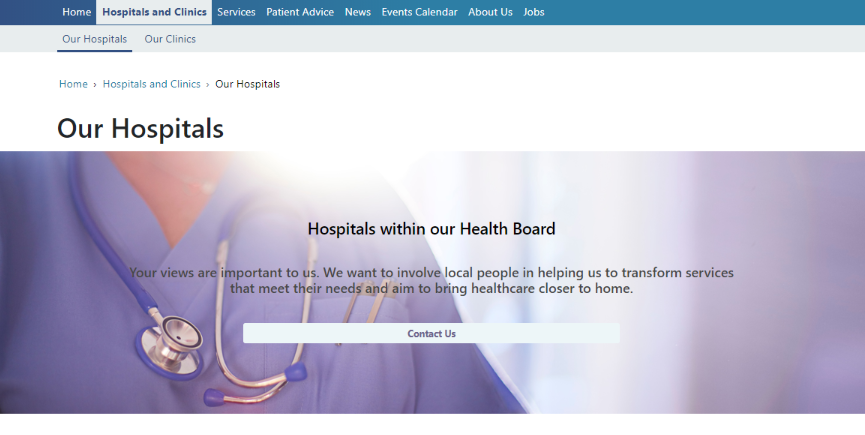 Home Hospitals and Clinics Services Patient Advice News Events Calendar About Us Jobs
Our Hospitals Our Clinics
Home › Hospitals and Clinics › Our Hospitals
Our Hospitals
Hospitals within our Health Board
Your views are important to us. We want to involve local people in helping us to transform services
that meet their needs and aim to bring healthcare closer to home.
Contact Us